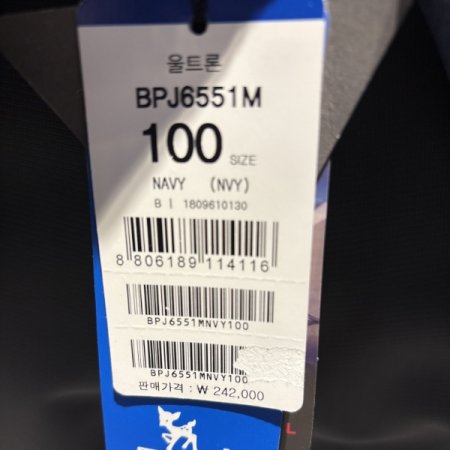 울트론
BPJ6551M
100 SIZE
NAVY (NVY)
B I 1809610130
8 806189 114116
BPJ6551MNVY100
BPJ6551MNVY100
판매가격 : ₩ 242,000
L